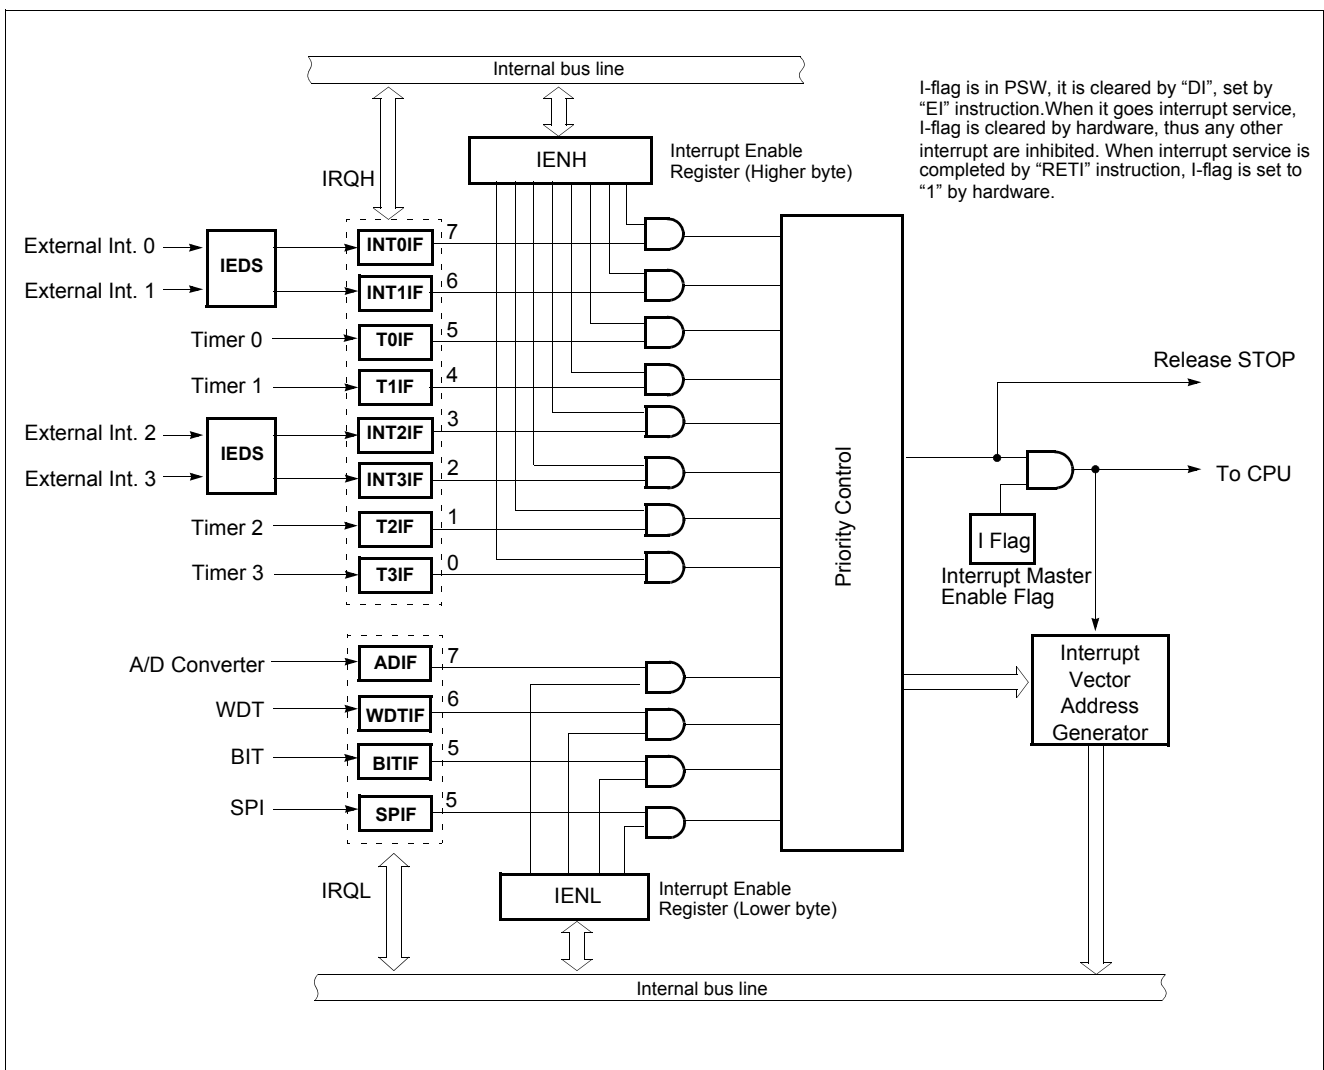 Internal bus line
I-flag is in PSW, it is cleared by “DI”, set by
“EI” instruction.When it goes interrupt service,
I-flag is cleared by hardware, thus any other
interrupt are inhibited. When interrupt service is
completed by “RETI” instruction, I-flag is set to
“1” by hardware.
IRQH
IENH
Interrupt Enable
Register (Higher byte)
External Int. 0
IEDS
INT0IF
7
External Int. 1
INT1IF
6
Timer 0
T0IF
5
Timer 1
T1IF
4
External Int. 2
IEDS
INT2IF
3
External Int. 3
INT3IF
2
Timer 2
T2IF
1
Timer 3
T3IF
0
Priority Control
Release STOP
To CPU
I Flag
Interrupt Master
Enable Flag
A/D Converter
ADIF
7
WDT
WDTIF
6
BIT
BITIF
5
SPI
SPIF
5
Interrupt
Vector
Address
Generator
IRQL
IENL
Interrupt Enable
Register (Lower byte)
Internal bus line